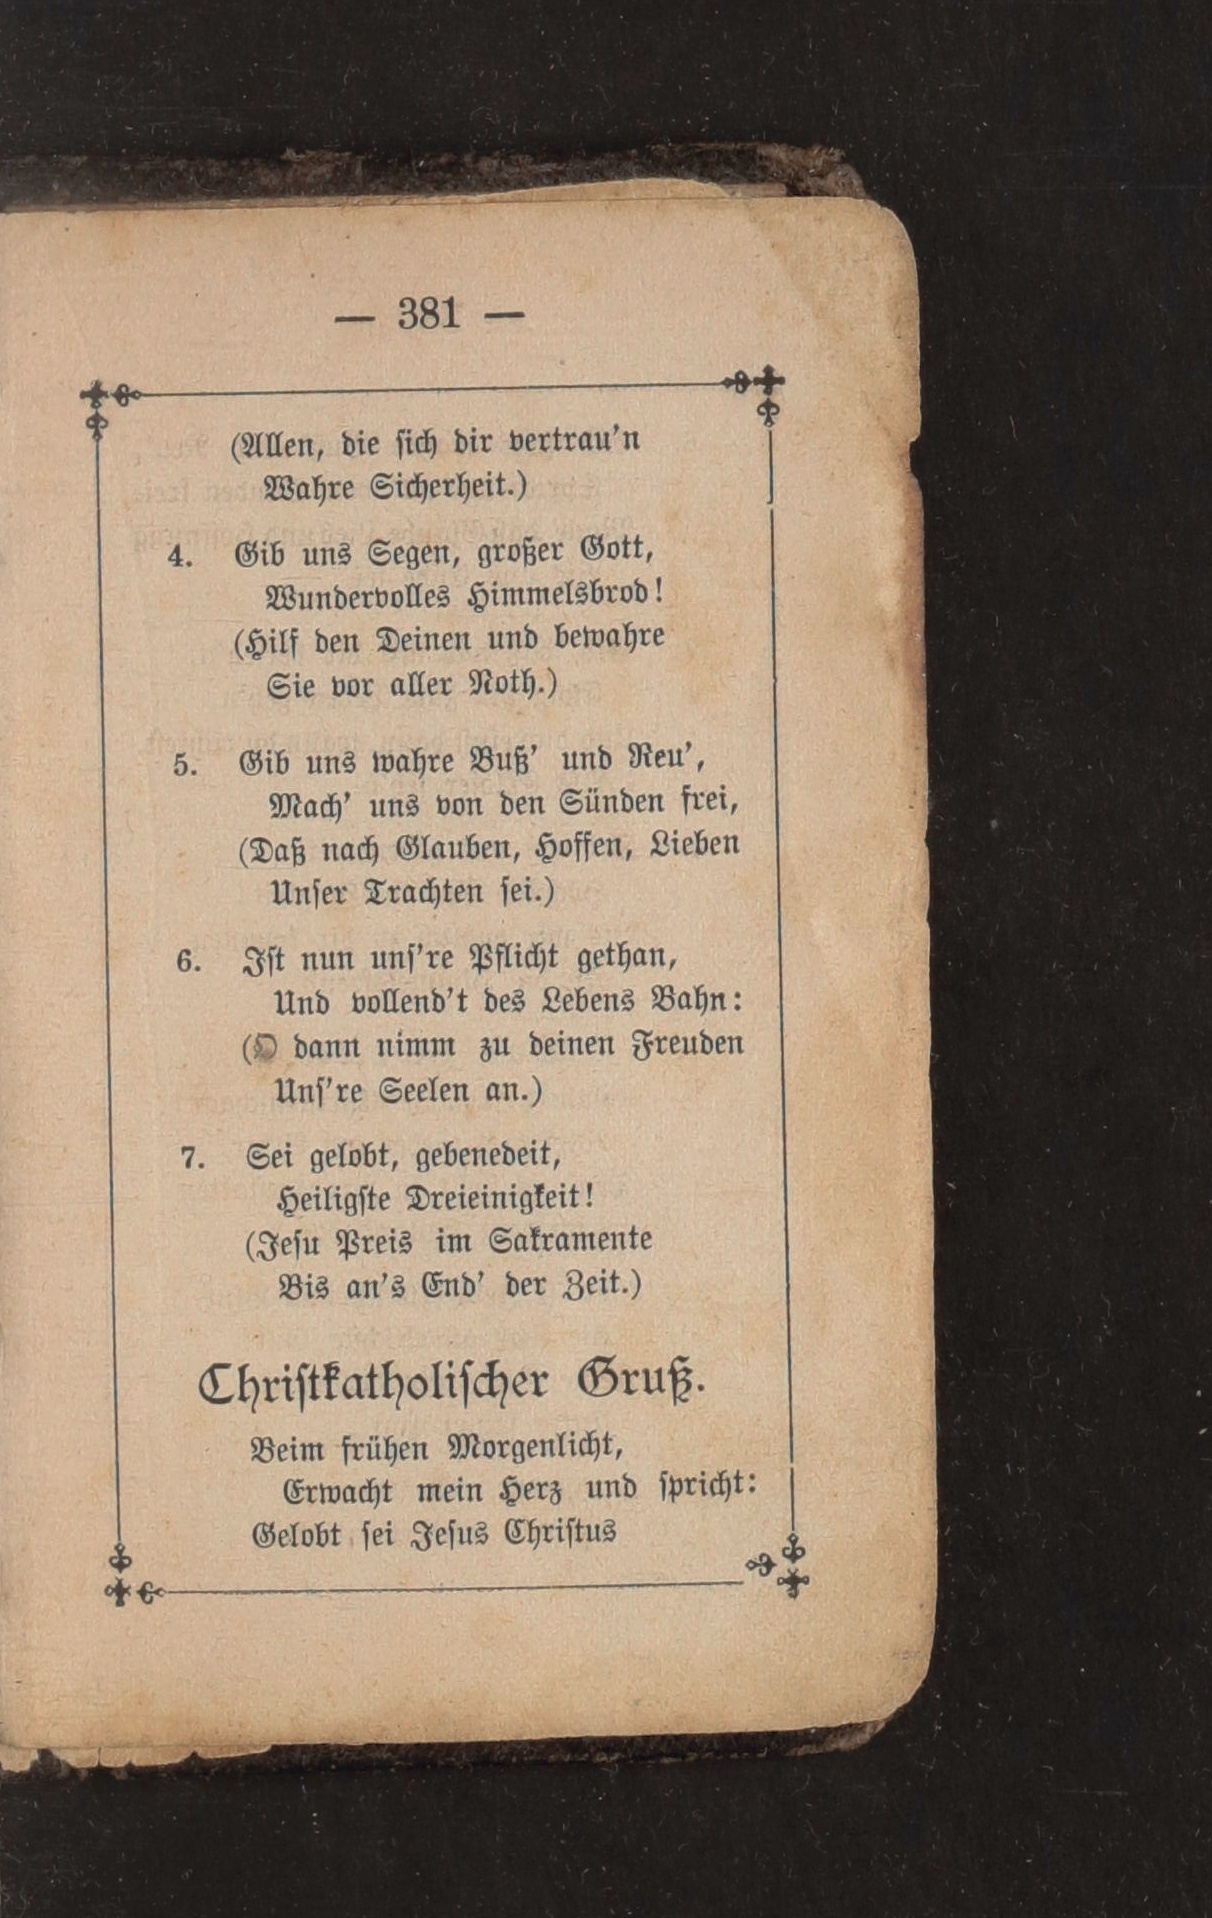 — 381 —
(Allen, die sich dir vertrau'n
Wahre Sicherheit.)
4. Gib uns Segen, großer Gott,
Wundervolles Himmelsbrod!
(Hilf den Deinen und bewahre
Sie vor aller Noth.)
5. Gib uns wahre Buß' und Reu',
Mach' uns von den Sünden frei,
(Daß nach Glauben, Hoffen, Lieben
Unser Trachten sei.)
6. Ist nun uns're Pflicht gethan,
Und vollend't des Lebens Bahn:
(O dann nimm zu deinen Freuden
Uns're Seelen an.)
7. Sei gelobt, gebenedeit,
Heiligste Dreieinigkeit!
(Jesu Preis im Sakramente
Bis an's End' der Zeit.)
Christkatholischer Gruß.
Beim frühen Morgenlicht,
Erwacht mein Herz und spricht:
Gelobt sei Jesus Christus